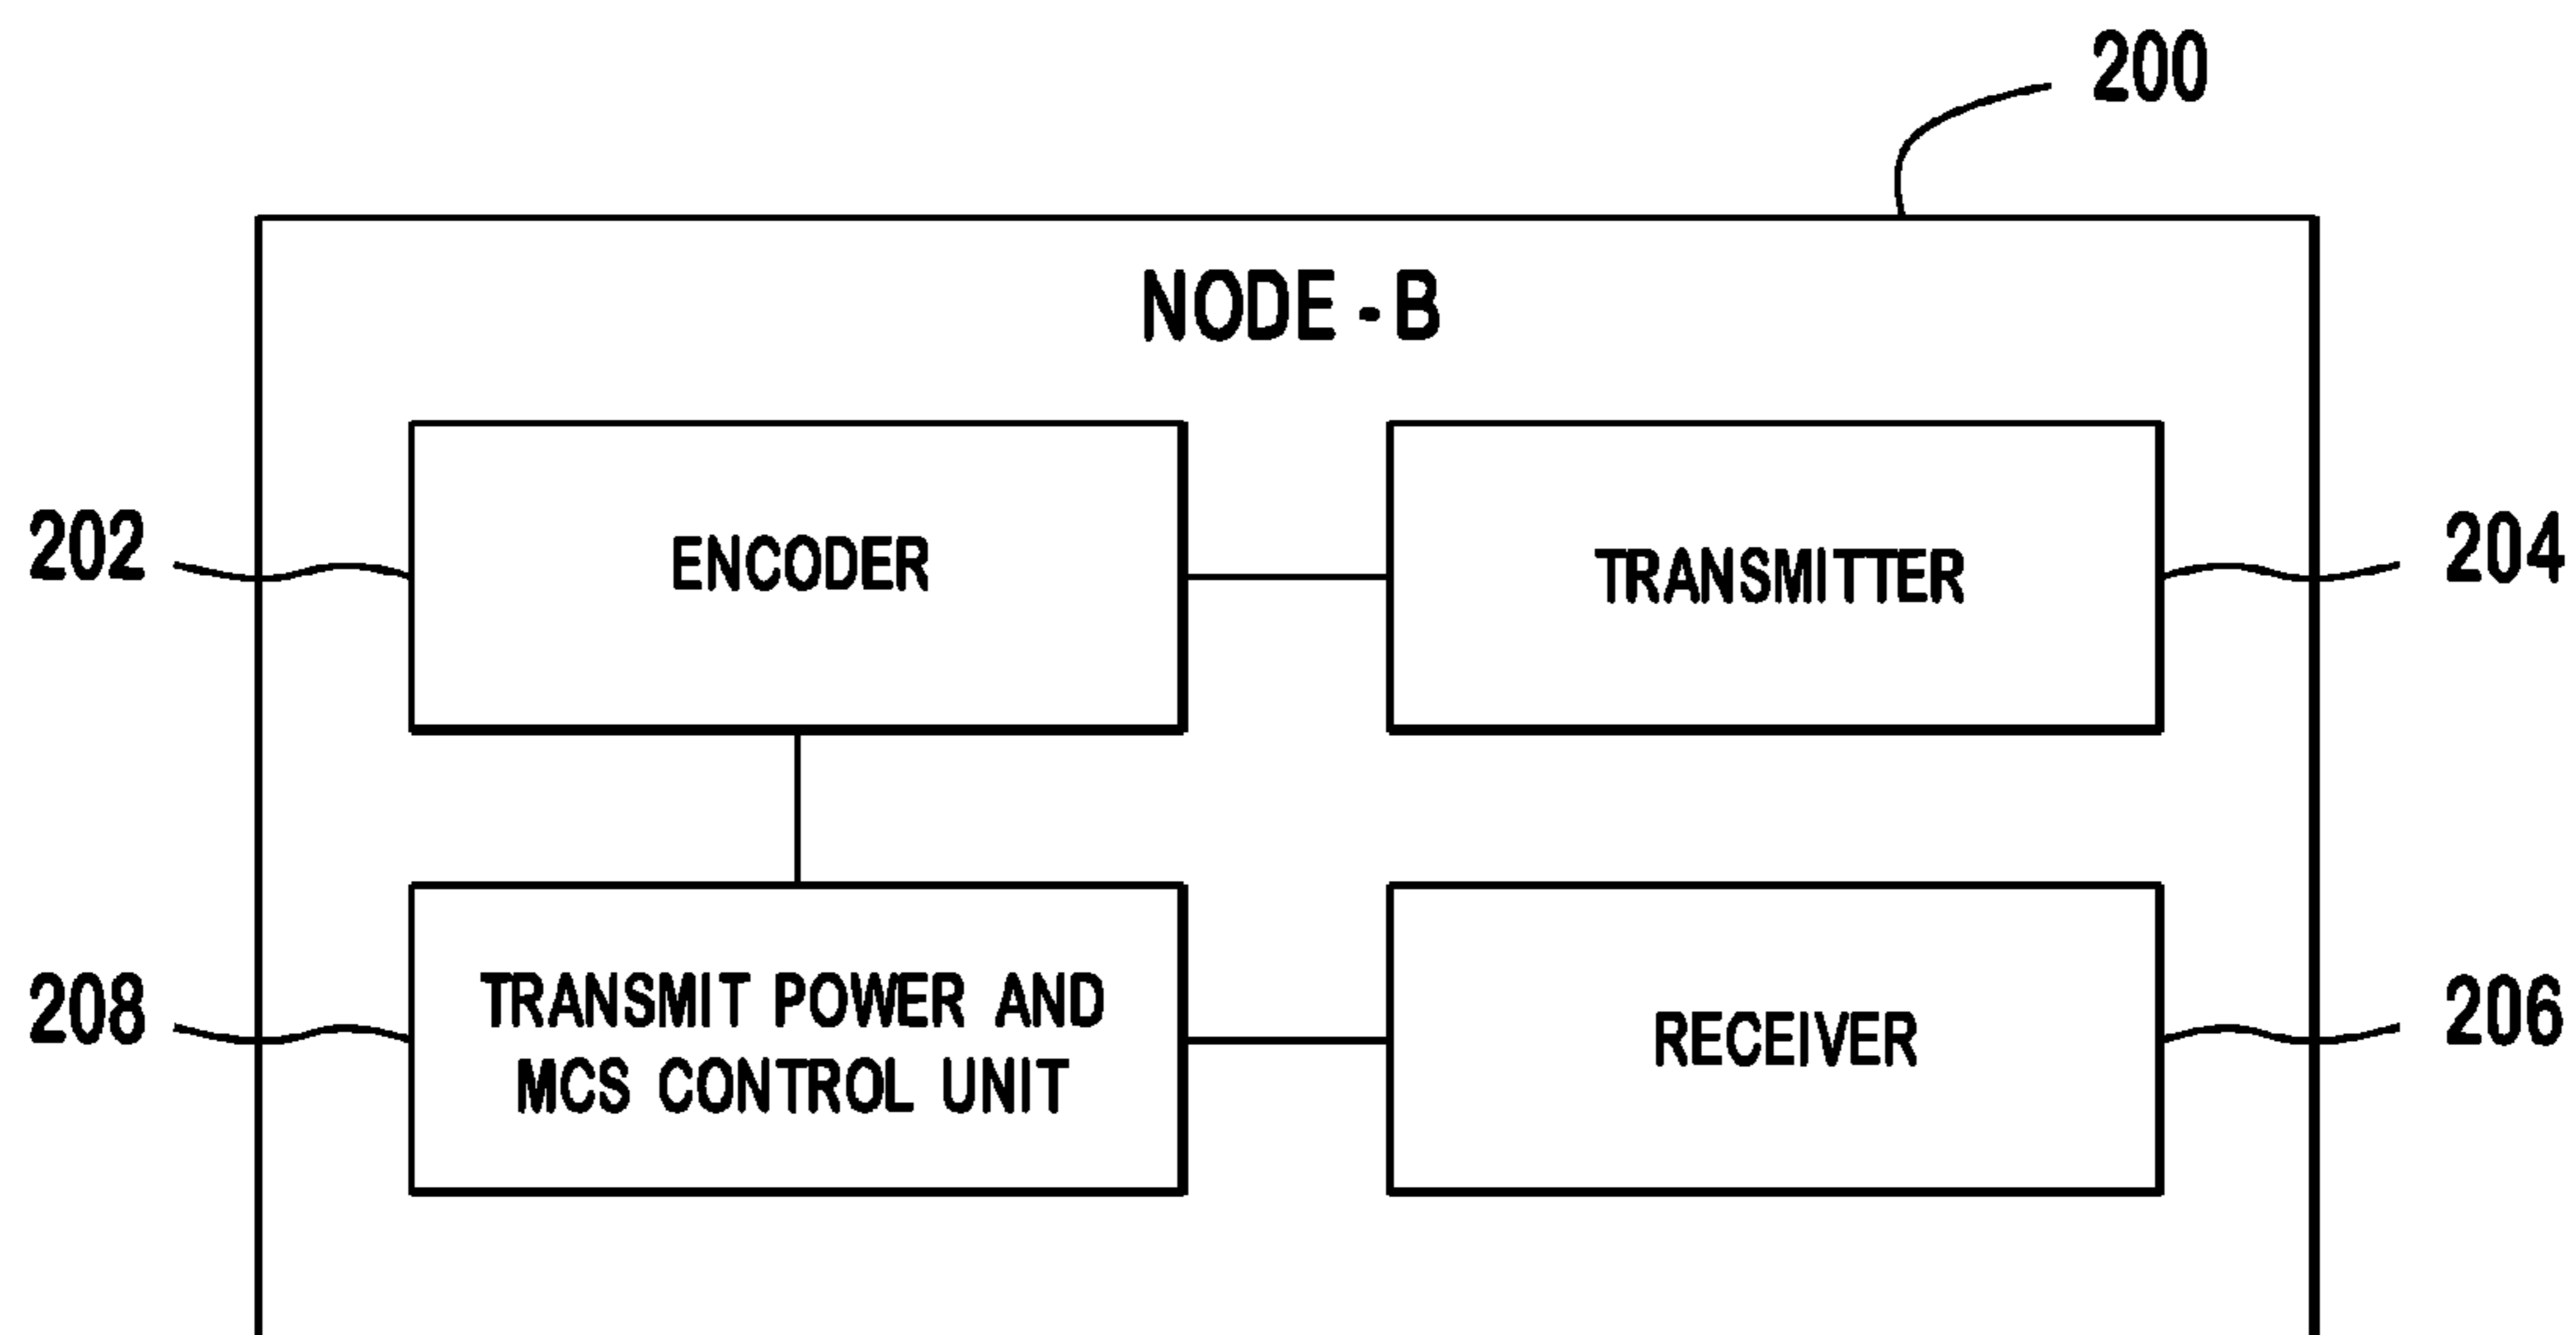 200
NODE - B
202
ENCODER
TRANSMITTER
204
208
TRANSMIT POWER AND
MCS CONTROL UNIT
RECEIVER
206